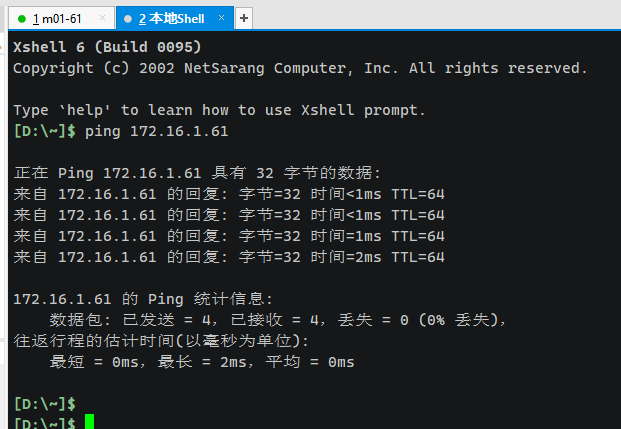 1 m01-61
2 本地Shell
Xshell 6 (Build 0095)
Copyright (c) 2002 NetSarang Computer, Inc. All rights reserved.
Type `help' to learn how to use Xshell prompt.
[D:\~]$ ping 172.16.1.61
正在 Ping 172.16.1.61 具有 32 字节的数据:
来自 172.16.1.61 的回复: 字节=32 时间<1ms TTL=64
来自 172.16.1.61 的回复: 字节=32 时间<1ms TTL=64
来自 172.16.1.61 的回复: 字节=32 时间=1ms TTL=64
来自 172.16.1.61 的回复: 字节=32 时间=2ms TTL=64
172.16.1.61 的 Ping 统计信息:
数据包: 已发送 = 4，已接收 = 4，丢失 = 0 (0% 丢失)，
往返行程的估计时间(以毫秒为单位):
最短 = 0ms，最长 = 2ms，平均 = 0ms
[D:\~]$
[D:\~]$